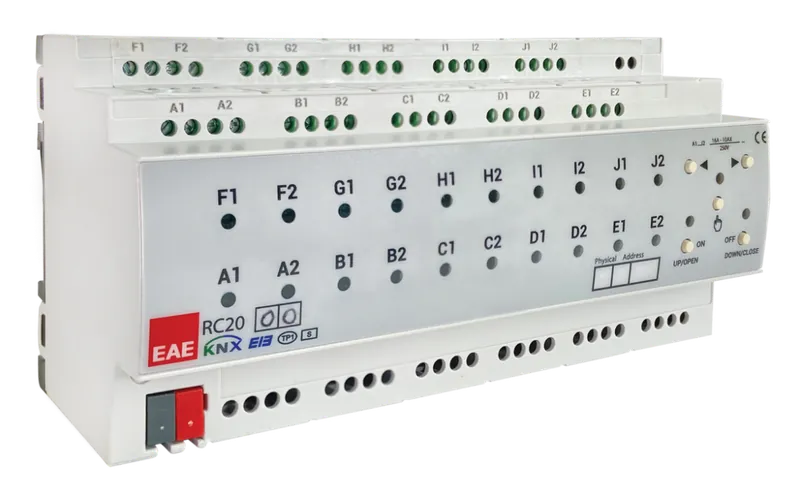 F1 F2 G1 G2 H1 H2 I1 I2 J1 J2
A1 A2 B1 B2 C1 C2 D1 D2 E1 E2
CE
F1 F2 G1 G2 H1 H2 I1 I2 J1 J2
A1 A2 B1 B2 C1 C2 D1 D2 E1 E2
ON OFF
UP/OPEN DOWN/CLOSE
Physical Address
EAE RC20
KNX EIB TP1 S